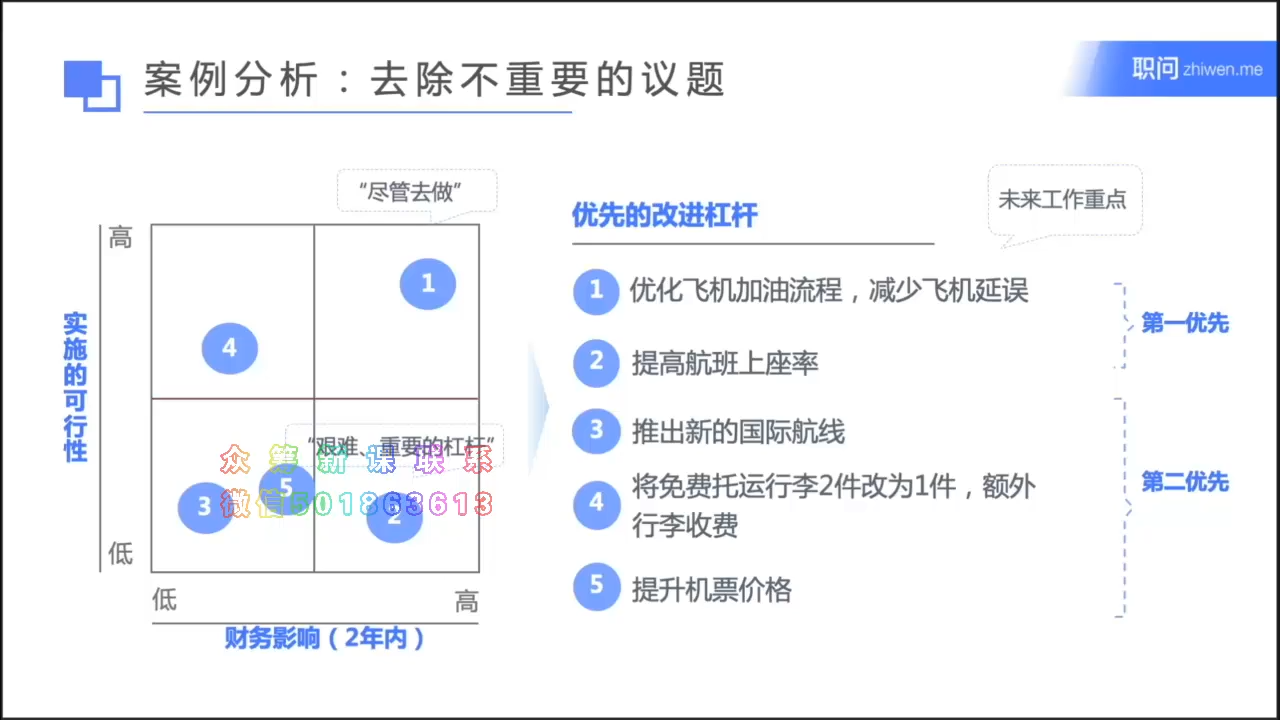 案例分析：去除不重要的议题
职问 zhiwen.me
“尽管去做”
未来工作重点
优先的改进杠杆
高
实施的可行性
1
4
“艰难、重要的杠杆”
众筹新课联系
微信501863613
5
3
2
低
低
高
财务影响（2年内）
1 优化飞机加油流程，减少飞机延误
2 提高航班上座率
第一优先
3 推出新的国际航线
4 将免费托运行李2件改为1件，额外
行李收费
5 提升机票价格
第二优先